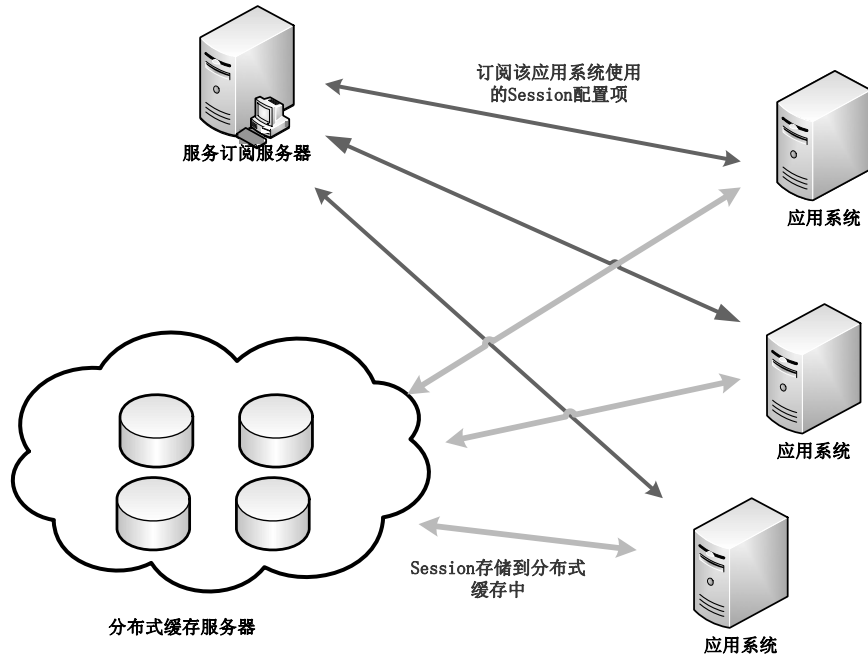 订阅该应用系统使用
的Session配置项
服务订阅服务器
应用系统
应用系统
Session存储到分布式
缓存中
分布式缓存服务器
应用系统